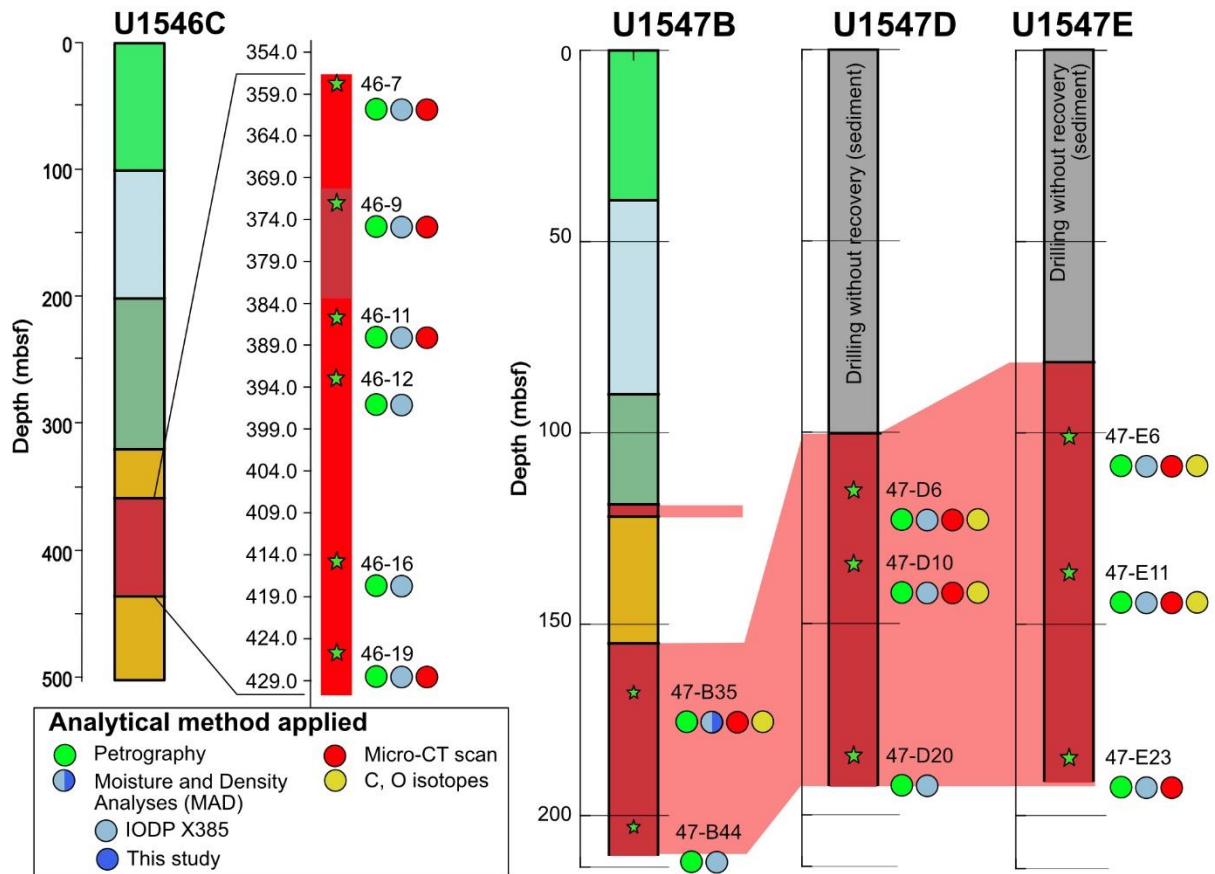 U1546C
U1547B
U1547D
U1547E
0
100
200
300
400
500
Depth (mbsf)
354.0
359.0
364.0
369.0
374.0
379.0
384.0
389.0
394.0
399.0
404.0
409.0
414.0
419.0
424.0
429.0
46-7
46-9
46-11
46-12
46-16
46-19
0
50
100
150
200
Depth (mbsf)
47-B35
47-B44
Drilling without recovery (sediment)
47-D6
47-D10
47-D20
Drilling without recovery
(sediment)
47-E6
47-E11
47-E23
Analytical method applied
Petrography
Moisture and Density
Analyses (MAD)
IODP X385
This study
Micro-CT scan
C, O isotopes